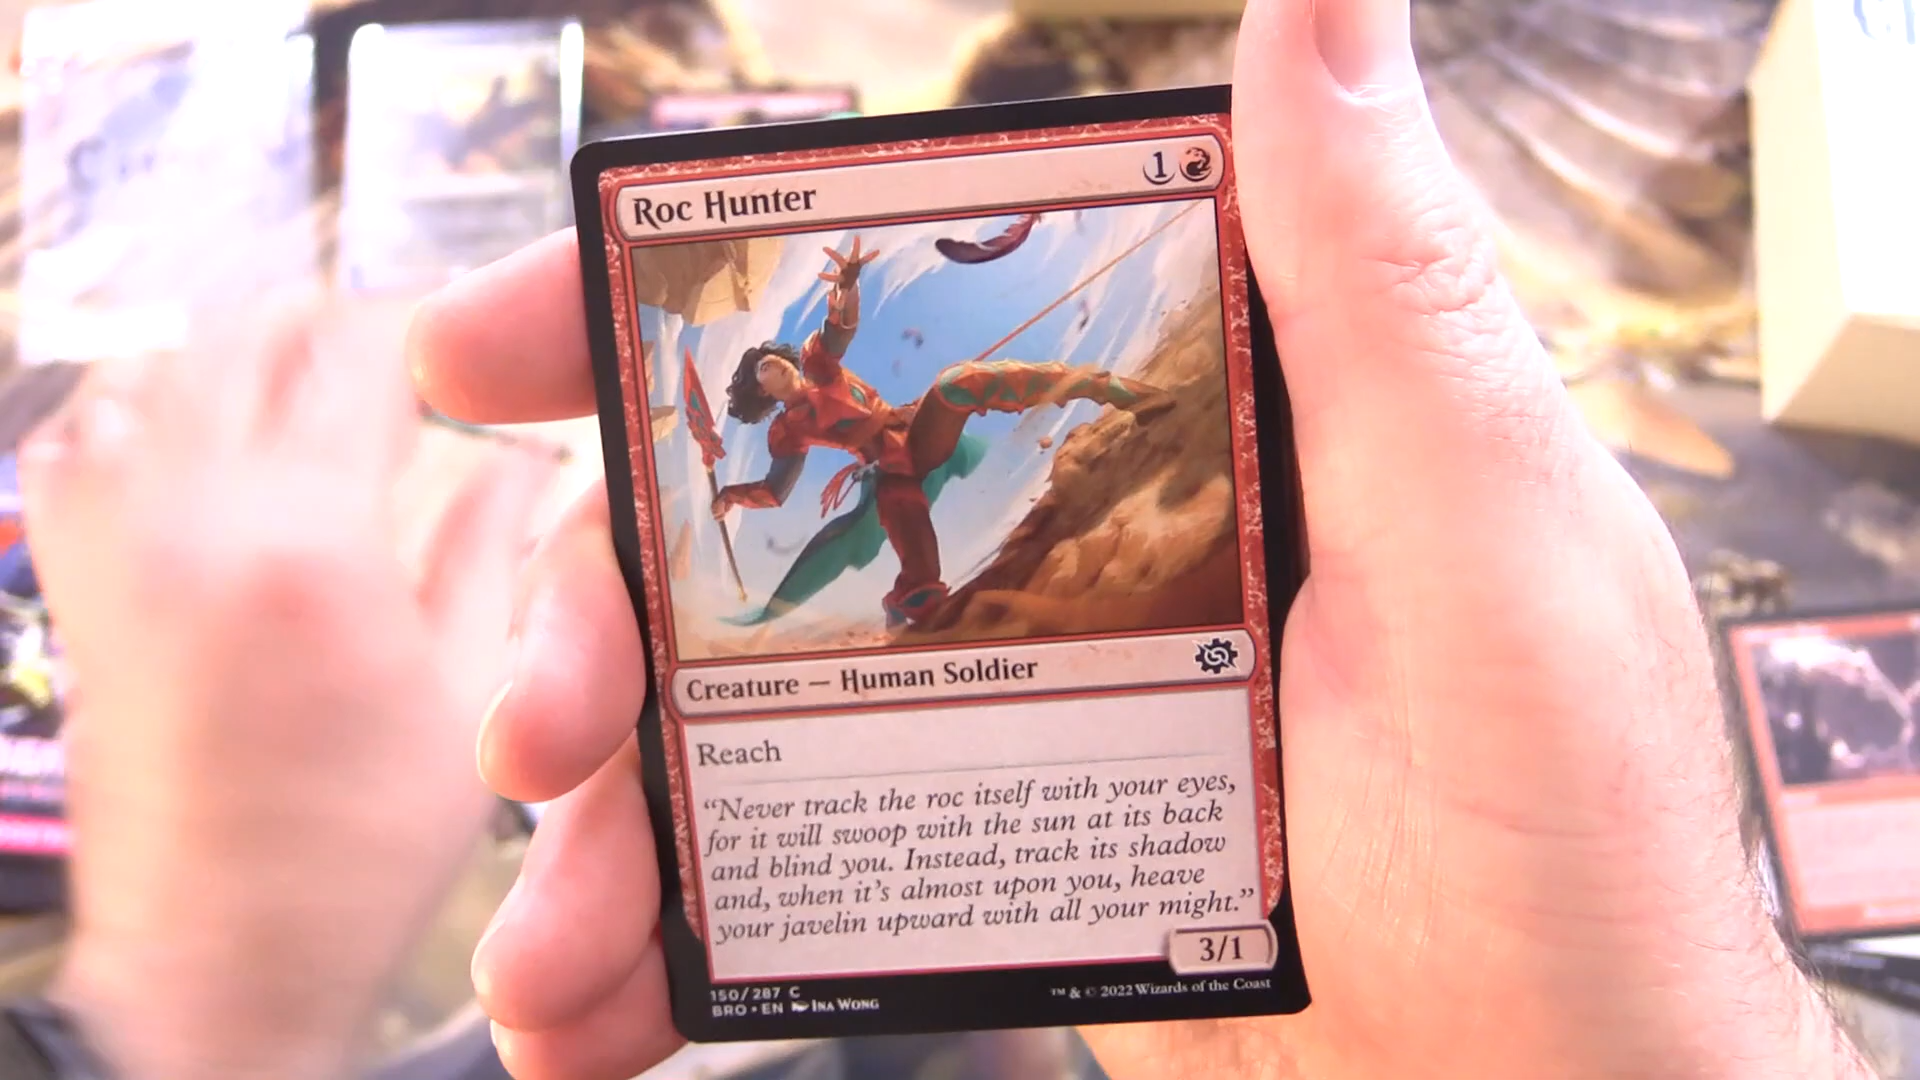 Roc Hunter
1
Creature — Human Soldier
Reach
“Never track the roc itself with your eyes,
for it will swoop with the sun at its back
and blind you. Instead, track its shadow
and, when it’s almost upon you, heave
your javelin upward with all your might.”
3/1
150/287 C
BRO • EN Ina Wong
™ & © 2022 Wizards of the Coast